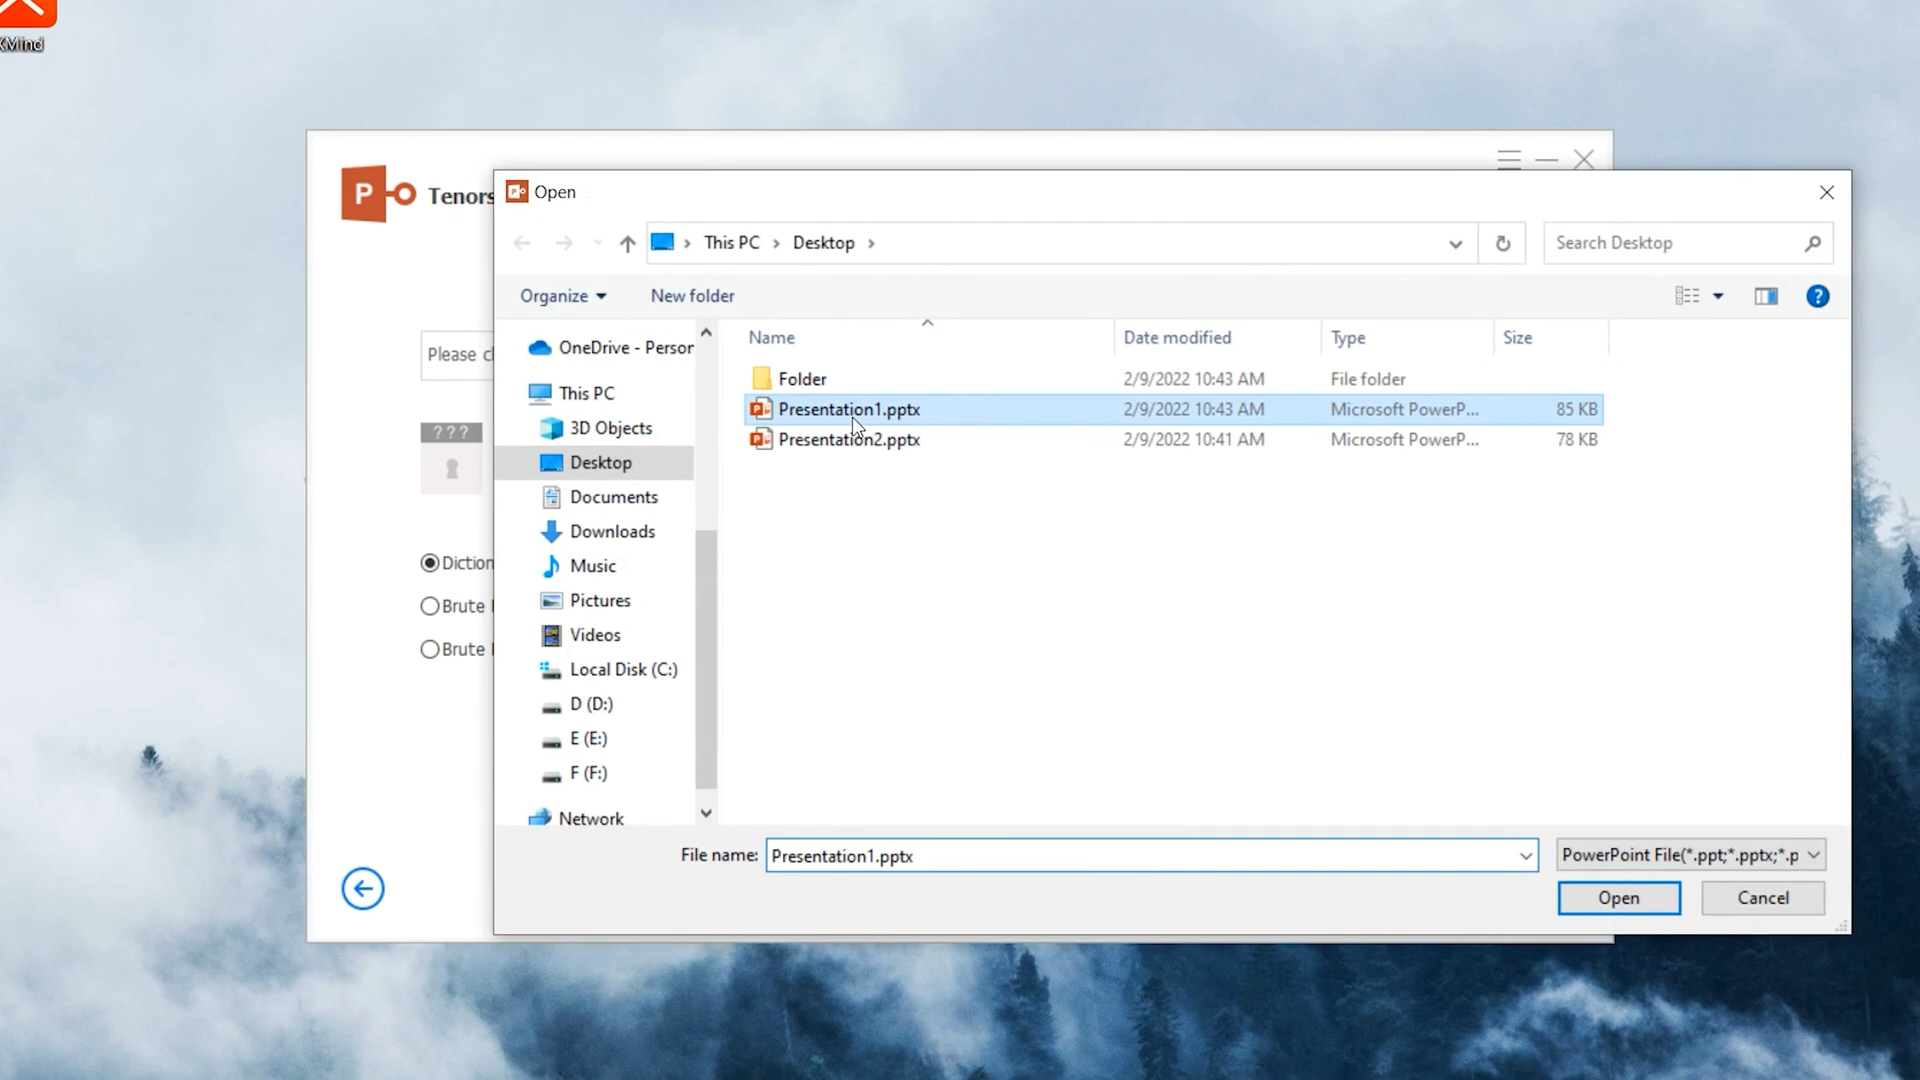 XMind
P
Tenors
Open
This PC
Desktop
Search Desktop
Organize
New folder
?
Name
Date modified
Type
Size
OneDrive - Person
This PC
3D Objects
Desktop
Documents
Downloads
Music
Pictures
Videos
Local Disk (C:)
D (D:)
E (E:)
F (F:)
Network
Folder 2/9/2022 10:43 AM File folder
Presentation1.pptx 2/9/2022 10:43 AM Microsoft PowerP... 85 KB
Presentation2.pptx 2/9/2022 10:41 AM Microsoft PowerP... 78 KB
Please cl
???
Diction
Brute
Brute
File name: Presentation1.pptx
PowerPoint File(*.ppt;*.pptx;*.p
Open
Cancel